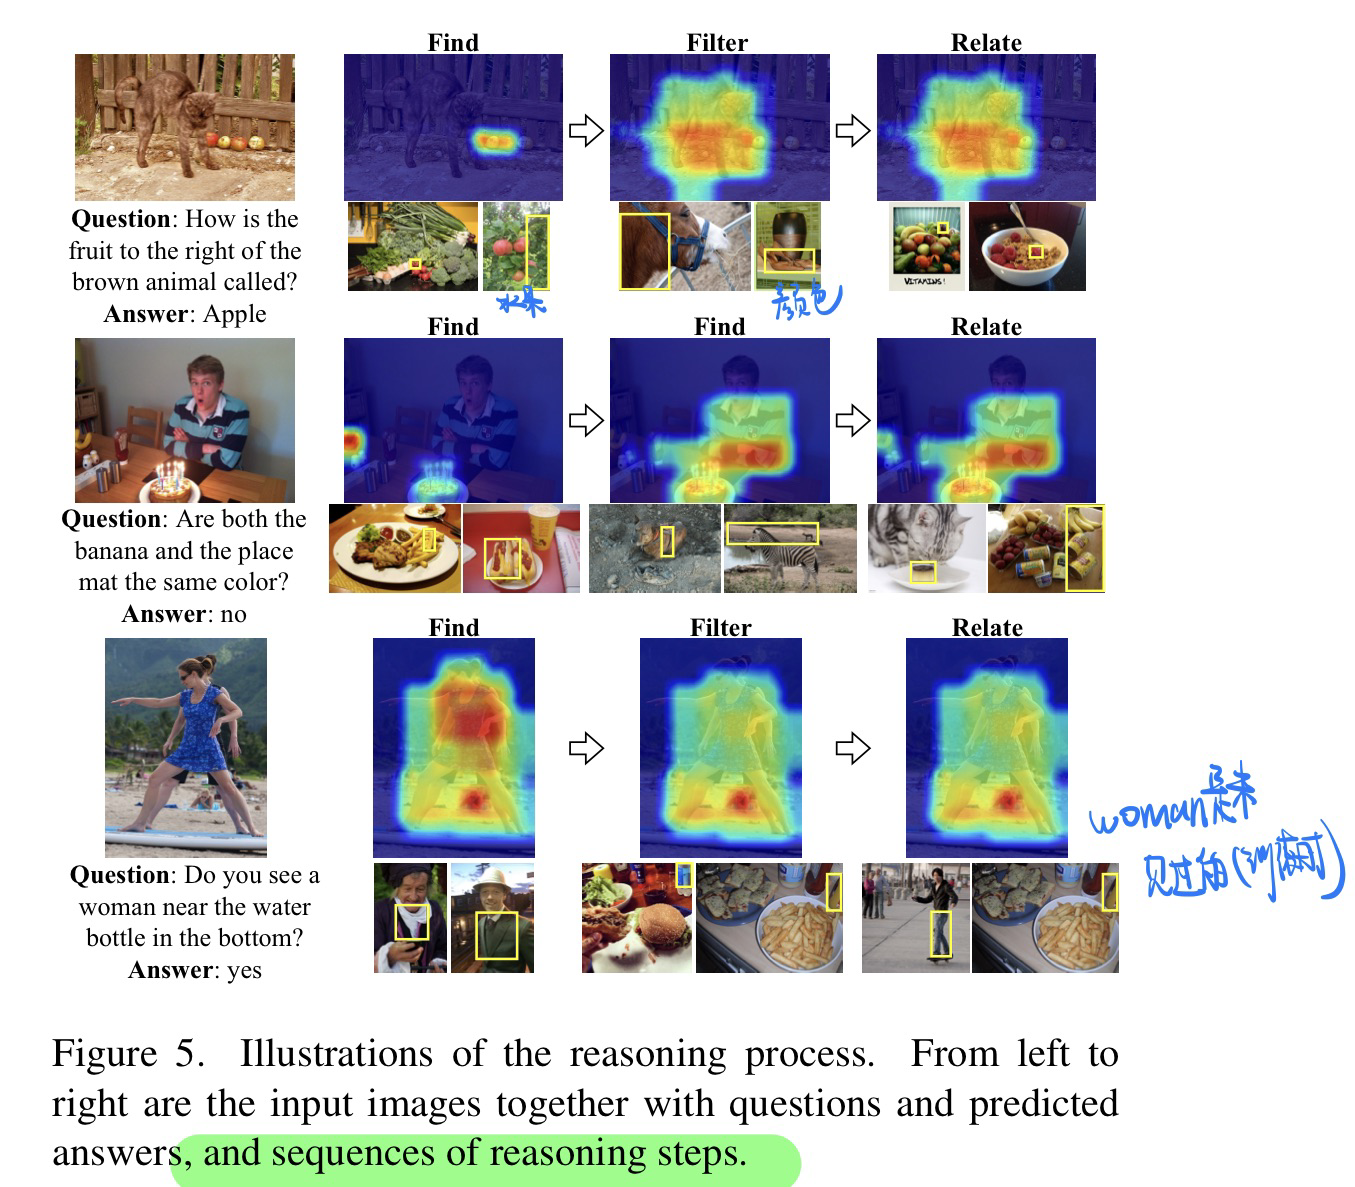 Find
Filter
Relate
VITAMINS!
Question: How is the
fruit to the right of the
brown animal called?
Answer: Apple
水果
颜色
Find
Find
Relate
Question: Are both the
banana and the place
mat the same color?
Answer: no
Find
Filter
Relate
woman是未
见过的(训练时)
Question: Do you see a
woman near the water
bottle in the bottom?
Answer: yes
Figure 5. Illustrations of the reasoning process. From left to
right are the input images together with questions and predicted
answers, and sequences of reasoning steps.